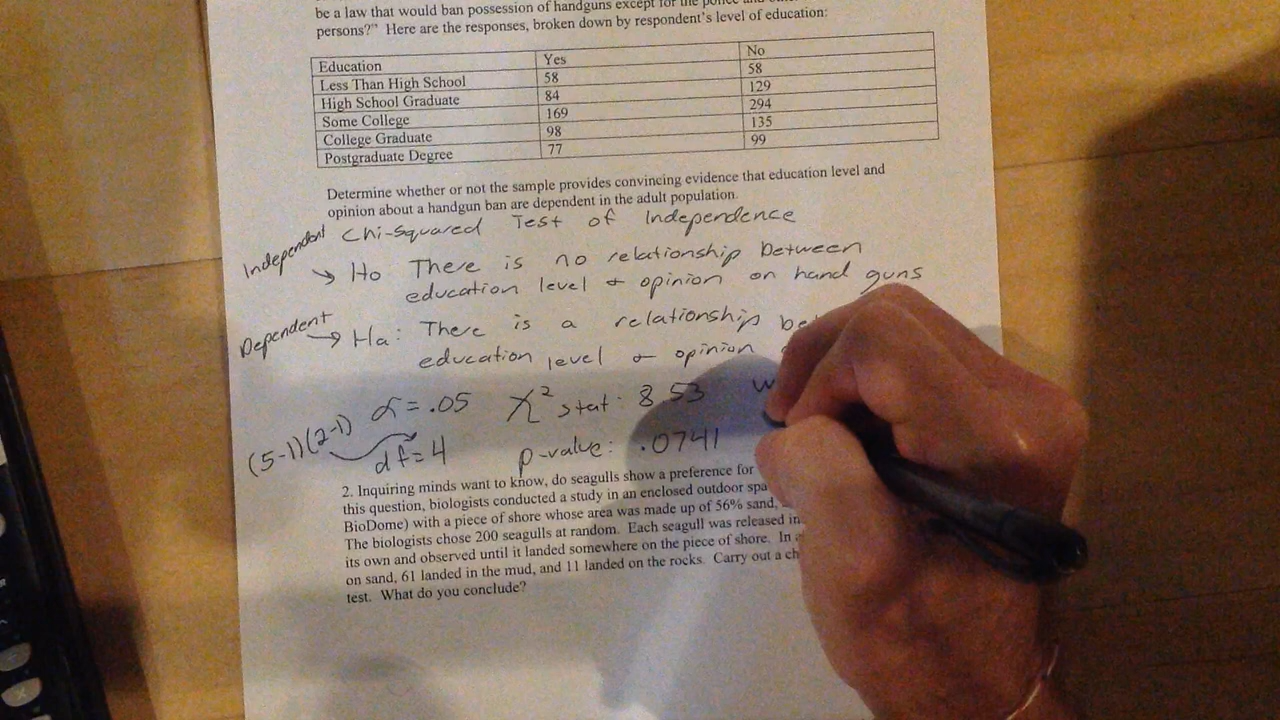 be a law that would ban possession of handguns except for the police and other
persons?" Here are the responses, broken down by respondent's level of education:
Education Yes No
Less Than High School 58 58
High School Graduate 84 129
Some College 169 294
College Graduate 98 135
Postgraduate Degree 77 99
Determine whether or not the sample provides convincing evidence that education level and
opinion about a handgun ban are dependent in the adult population.
Chi-Squared Test of Independence
Independent → Ho There is no relationship between
education level + opinion on hand guns
Dependent → Ha: There is a relationship bet
education level + opinion
α = .05 χ² stat: 8.53 w
(5-1)(2-1) df = 4 p-value: .0741
2. Inquiring minds want to know, do seagulls show a preference for
this question, biologists conducted a study in an enclosed outdoor spa
BioDome) with a piece of shore whose area was made up of 56% sand,
The biologists chose 200 seagulls at random. Each seagull was released in
its own and observed until it landed somewhere on the piece of shore. In a
on sand, 61 landed in the mud, and 11 landed on the rocks. Carry out a ch
test. What do you conclude?